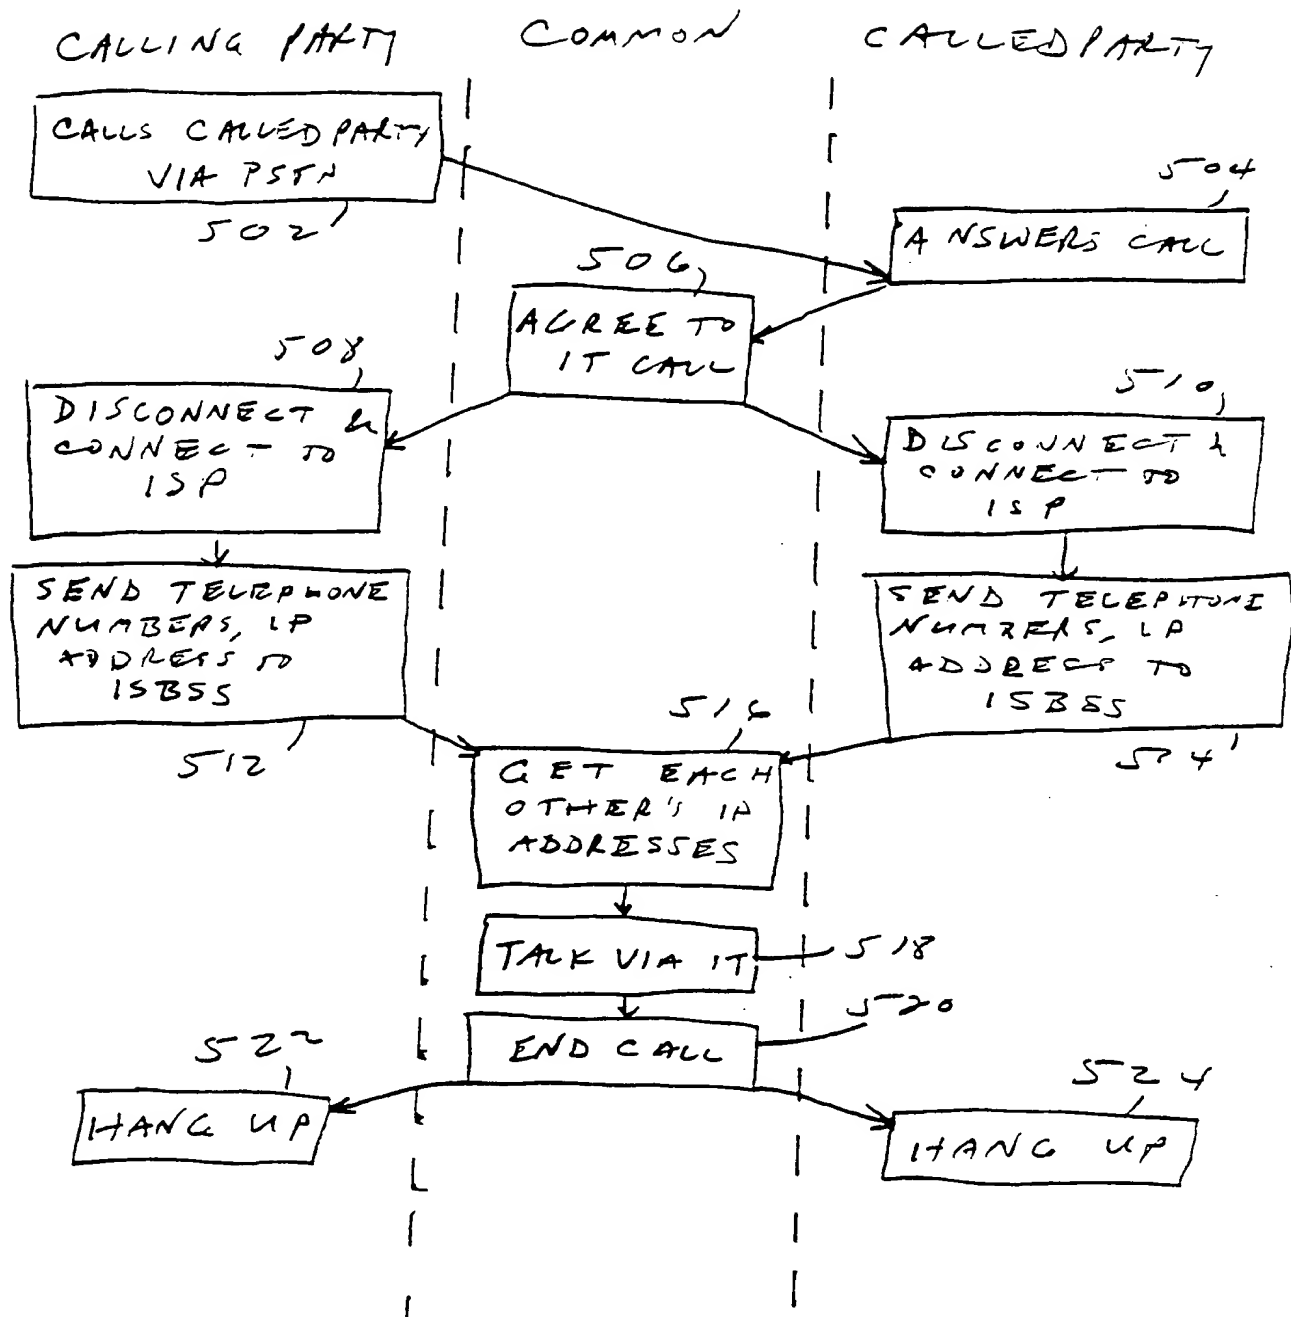 CALLING PARTY
COMMON
CALLED PARTY
CALLS CALLED PARTY
VIA PSTN
502
504
ANSWERS CALL
506
AGREE TO
IT CALL
508
DISCONNECT &
CONNECT TO
ISP
510
DISCONNECT &
CONNECT TO
ISP
SEND TELEPHONE
NUMBERS, IP
ADDRESS TO
ISBSS
512
SEND TELEPHONE
NUMBERS, IP
ADDRESS TO
ISBSS
514
516
GET EACH
OTHER'S IP
ADDRESSES
TALK VIA IT
518
520
END CALL
522
HANG UP
524
HANG UP